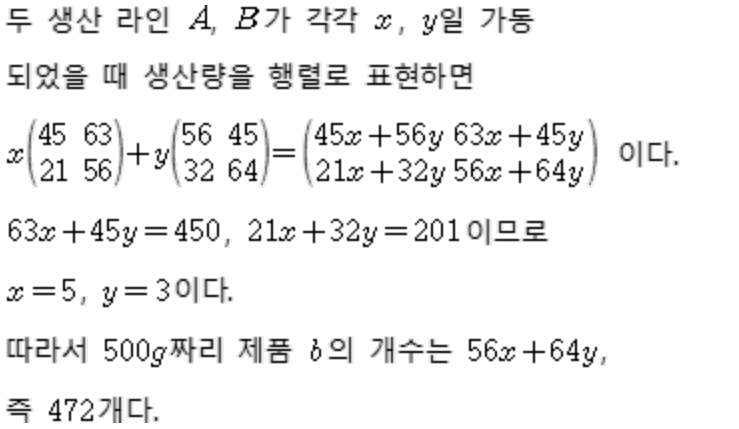 두 생산 라인 A, B가 각각 x, y일 가동
되었을 때 생산량을 행렬로 표현하면
x(45 63 21 56)+y(56 45 32 64)=(45x+56y 63x+45y 21x+32y 56x+64y) 이다.
63x+45y=450, 21x+32y=201이므로
x=5, y=3이다.
따라서 500g짜리 제품 b의 개수는 56x+64y,
즉 472개다.